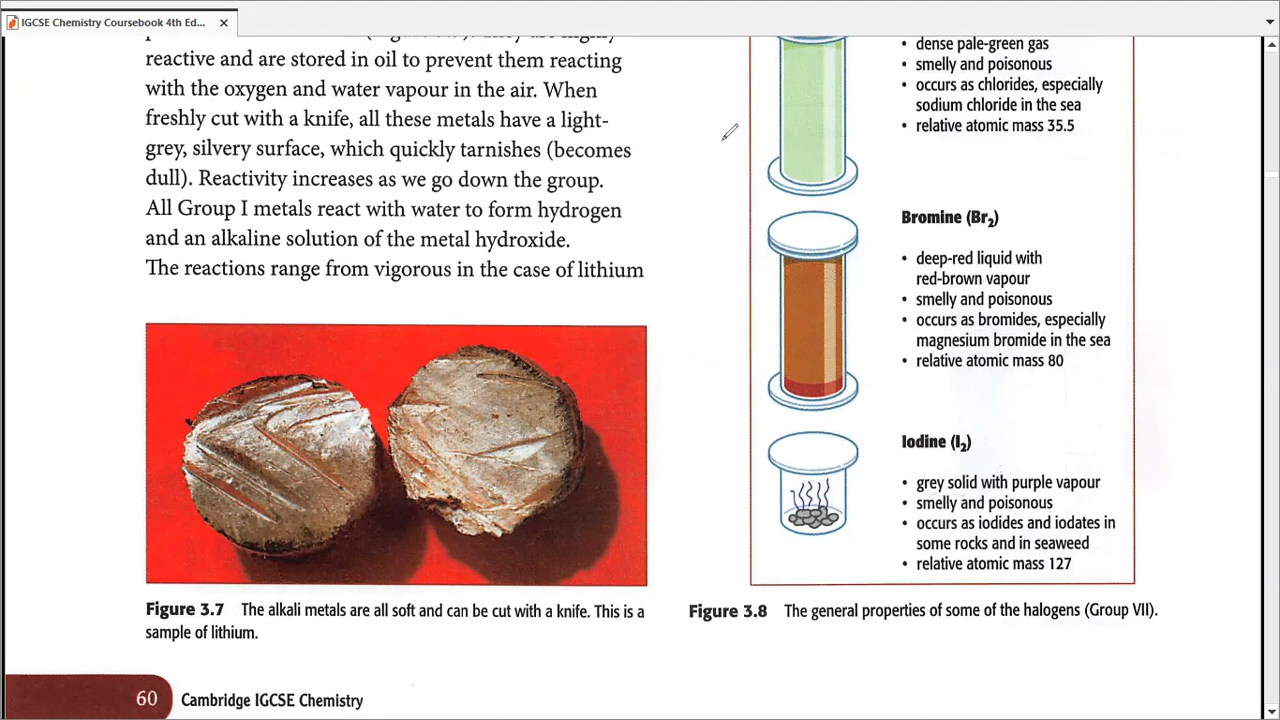 IGCSE Chemistry Coursebook 4th Ed...
reactive and are stored in oil to prevent them reacting
with the oxygen and water vapour in the air. When
freshly cut with a knife, all these metals have a light-
grey, silvery surface, which quickly tarnishes (becomes
dull). Reactivity increases as we go down the group.
All Group I metals react with water to form hydrogen
and an alkaline solution of the metal hydroxide.
The reactions range from vigorous in the case of lithium
Figure 3.7 The alkali metals are all soft and can be cut with a knife. This is a
sample of lithium.
• dense pale-green gas
• smelly and poisonous
• occurs as chlorides, especially
sodium chloride in the sea
• relative atomic mass 35.5
Bromine (Br₂)
• deep-red liquid with
red-brown vapour
• smelly and poisonous
• occurs as bromides, especially
magnesium bromide in the sea
• relative atomic mass 80
Iodine (I₂)
• grey solid with purple vapour
• smelly and poisonous
• occurs as iodides and iodates in
some rocks and in seaweed
• relative atomic mass 127
Figure 3.8 The general properties of some of the halogens (Group VII).
60 Cambridge IGCSE Chemistry